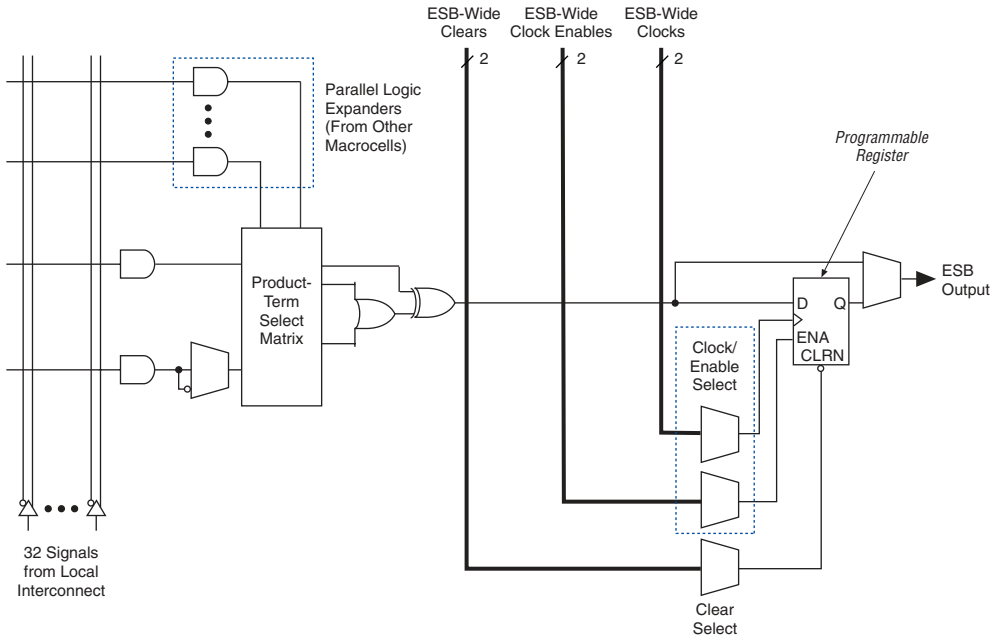 ESB-Wide
Clears
ESB-Wide
Clock Enables
ESB-Wide
Clocks
2
2
2
Parallel Logic
Expanders
(From Other
Macrocells)
Programmable
Register
Product-
Term
Select
Matrix
ESB
Output
D
Q
ENA
CLRN
Clock/
Enable
Select
32 Signals
from Local
Interconnect
Clear
Select